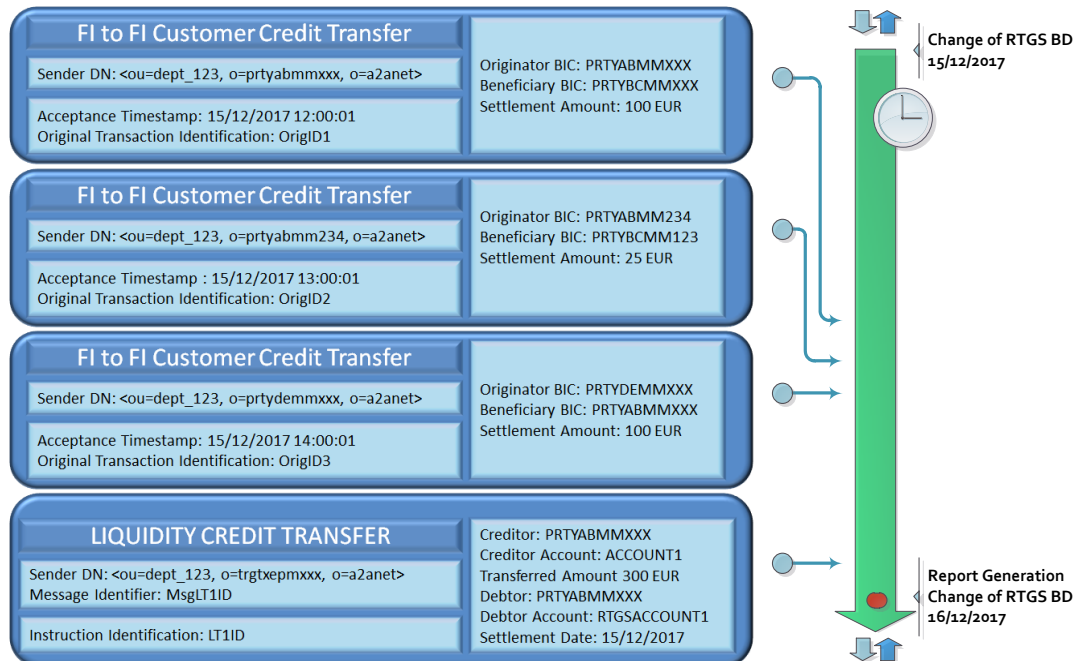 FI to FI Customer Credit Transfer
Sender DN: <ou=dept_123, o=prtyabmmxxx, o=a2anet>
Acceptance Timestamp: 15/12/2017 12:00:01
Original Transaction Identification: OrigID1
Originator BIC: PRTYABMMXXX
Beneficiary BIC: PRTYBCMMXXX
Settlement Amount: 100 EUR
FI to FI Customer Credit Transfer
Sender DN: <ou=dept_123, o=prtyabmm234, o=a2anet>
Acceptance Timestamp : 15/12/2017 13:00:01
Original Transaction Identification: OrigID2
Originator BIC: PRTYABMM234
Beneficiary BIC: PRTYBCMM123
Settlement Amount: 25 EUR
FI to FI Customer Credit Transfer
Sender DN: <ou=dept_123, o=prtydemmxxx, o=a2anet>
Acceptance Timestamp: 15/12/2017 14:00:01
Original Transaction Identification: OrigID3
Originator BIC: PRTYDEMMXXX
Beneficiary BIC: PRTYABMMXXX
Settlement Amount: 100 EUR
LIQUIDITY CREDIT TRANSFER
Sender DN: <ou=dept_123, o=trgtxepmxxx, o=a2anet>
Message Identifier: MsgLT1ID
Instruction Identification: LT1ID
Creditor: PRTYABMMXXX
Creditor Account: ACCOUNT1
Transferred Amount 300 EUR
Debtor: PRTYABMMXXX
Debtor Account: RTGSACCOUNT1
Settlement Date: 15/12/2017
Change of RTGS BD
15/12/2017
Report Generation
Change of RTGS BD
16/12/2017